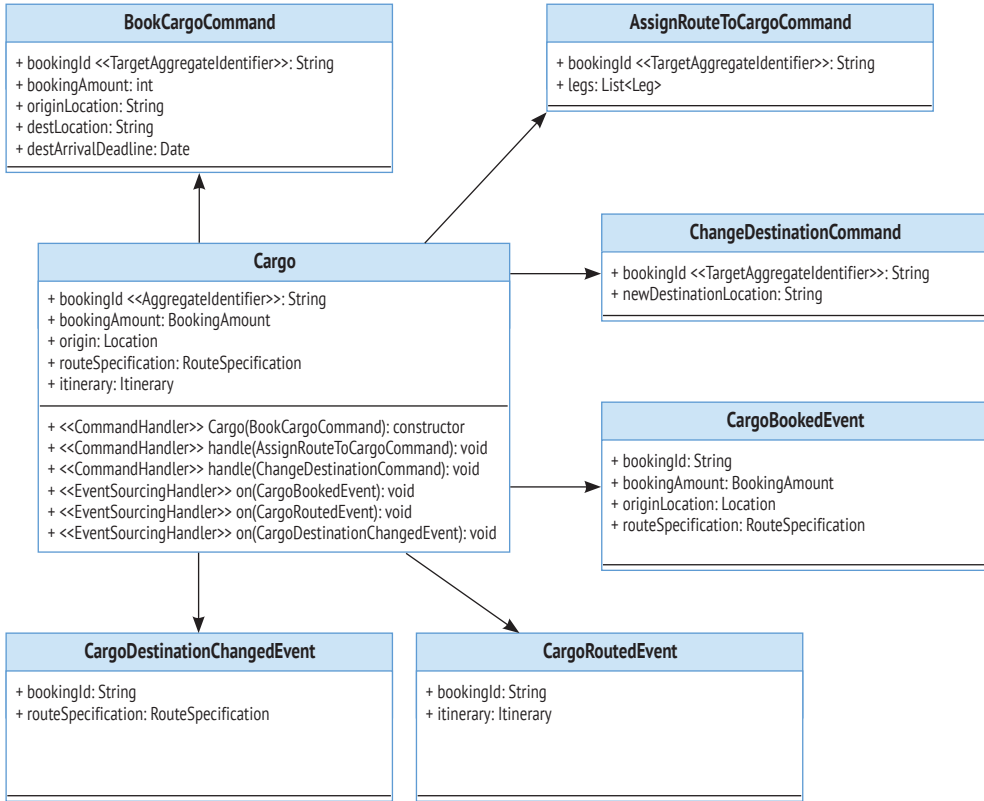 BookCargoCommand
+ bookingId <<TargetAggregateIdentifier>>: String
+ bookingAmount: int
+ originLocation: String
+ destLocation: String
+ destArrivalDeadline: Date
AssignRouteToCargoCommand
+ bookingId <<TargetAggregateIdentifier>>: String
+ legs: List<Leg>
ChangeDestinationCommand
+ bookingId <<TargetAggregateIdentifier>>: String
+ newDestinationLocation: String
Cargo
+ bookingId <<AggregateIdentifier>>: String
+ bookingAmount: BookingAmount
+ origin: Location
+ routeSpecification: RouteSpecification
+ itinerary: Itinerary
+ <<CommandHandler>> Cargo(BookCargoCommand): constructor
+ <<CommandHandler>> handle(AssignRouteToCargoCommand): void
+ <<CommandHandler>> handle(ChangeDestinationCommand): void
+ <<EventSourcingHandler>> on(CargoBookedEvent): void
+ <<EventSourcingHandler>> on(CargoRoutedEvent): void
+ <<EventSourcingHandler>> on(CargoDestinationChangedEvent): void
CargoBookedEvent
+ bookingId: String
+ bookingAmount: BookingAmount
+ originLocation: Location
+ routeSpecification: RouteSpecification
CargoDestinationChangedEvent
+ bookingId: String
+ routeSpecification: RouteSpecification
CargoRoutedEvent
+ bookingId: String
+ itinerary: Itinerary